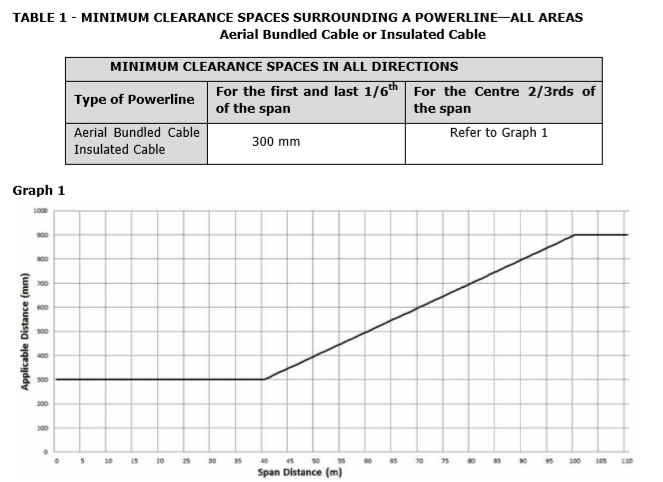 TABLE 1 - MINIMUM CLEARANCE SPACES SURROUNDING A POWERLINE—ALL AREAS
Aerial Bundled Cable or Insulated Cable
MINIMUM CLEARANCE SPACES IN ALL DIRECTIONS
Type of Powerline
For the first and last 1/6th
of the span
For the Centre 2/3rds of
the span
Aerial Bundled Cable
Insulated Cable
300 mm
Refer to Graph 1
Graph 1
Applicable Distance (mm)
1000
900
800
700
600
500
400
300
200
100
0
0 5 10 15 20 25 30 35 40 45 50 55 60 65 70 75 80 85 90 95 100 105 110
Span Distance (m)